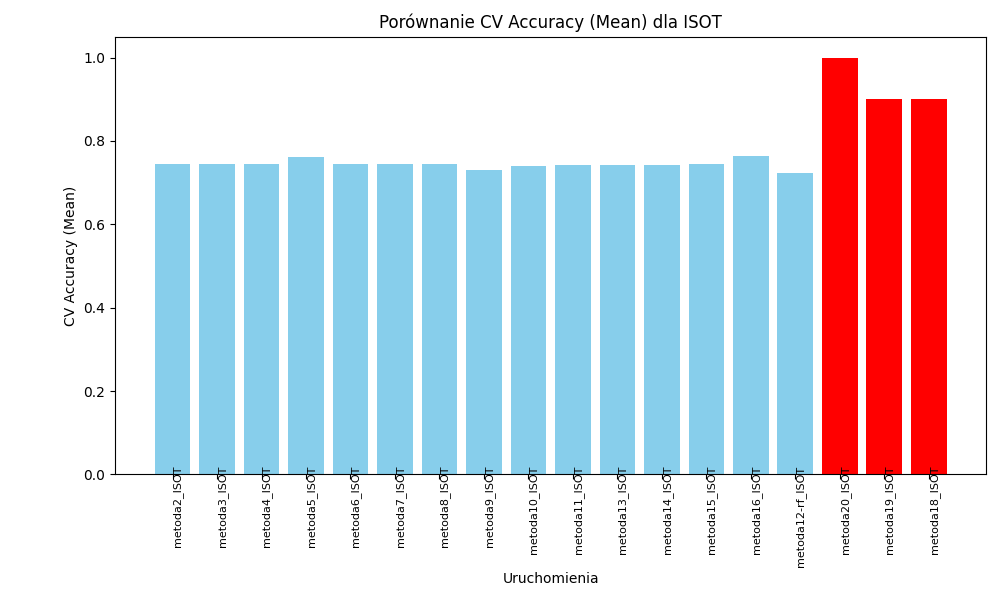 Porównanie CV Accuracy (Mean) dla ISOT
CV Accuracy (Mean)
1.0
0.8
0.6
0.4
0.2
0.0
metoda2_ISOT
metoda3_ISOT
metoda4_ISOT
metoda5_ISOT
metoda6_ISOT
metoda7_ISOT
metoda8_ISOT
metoda9_ISOT
metoda10_ISOT
metoda11_ISOT
metoda13_ISOT
metoda14_ISOT
metoda15_ISOT
metoda16_ISOT
metoda12-rf_ISOT
metoda20_ISOT
metoda19_ISOT
metoda18_ISOT
Uruchomienia